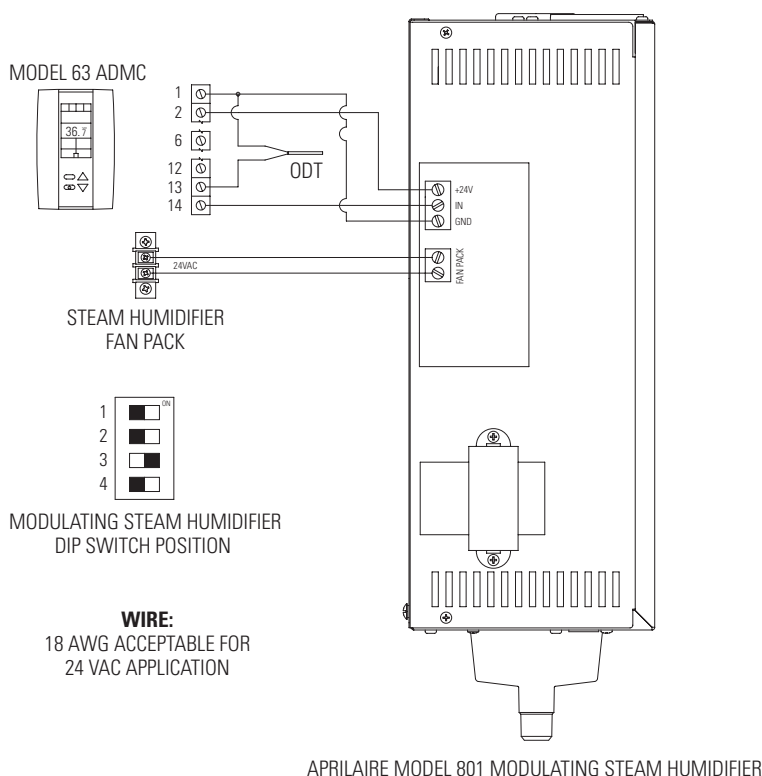 MODEL 63 ADMC
36.7
1
2
6
12
13
14
ODT
+24V
IN
GND
FAN PACK
24VAC
STEAM HUMIDIFIER
FAN PACK
ON
1
2
3
4
MODULATING STEAM HUMIDIFIER
DIP SWITCH POSITION
WIRE:
18 AWG ACCEPTABLE FOR
24 VAC APPLICATION
APRILAIRE MODEL 801 MODULATING STEAM HUMIDIFIER